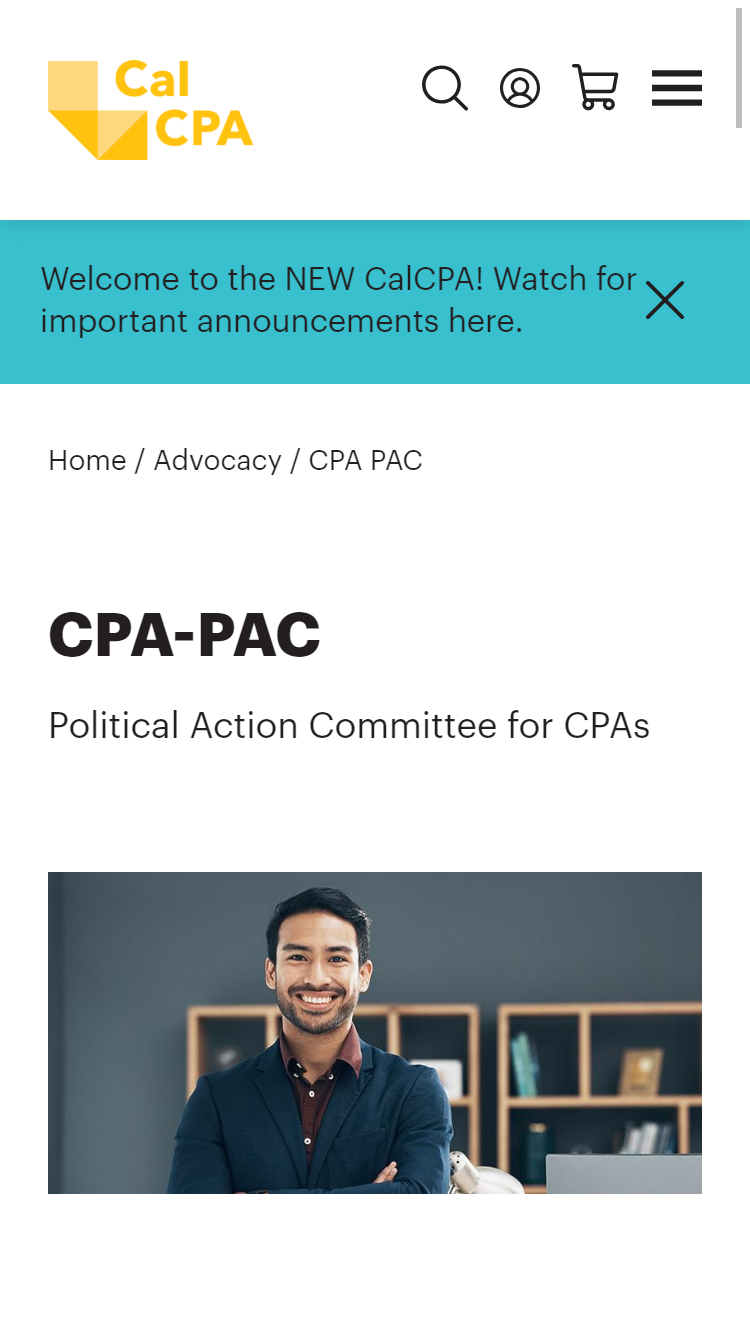 Cal
CPA
Welcome to the NEW CalCPA! Watch for
important announcements here.
Home / Advocacy / CPA PAC
CPA-PAC
Political Action Committee for CPAs